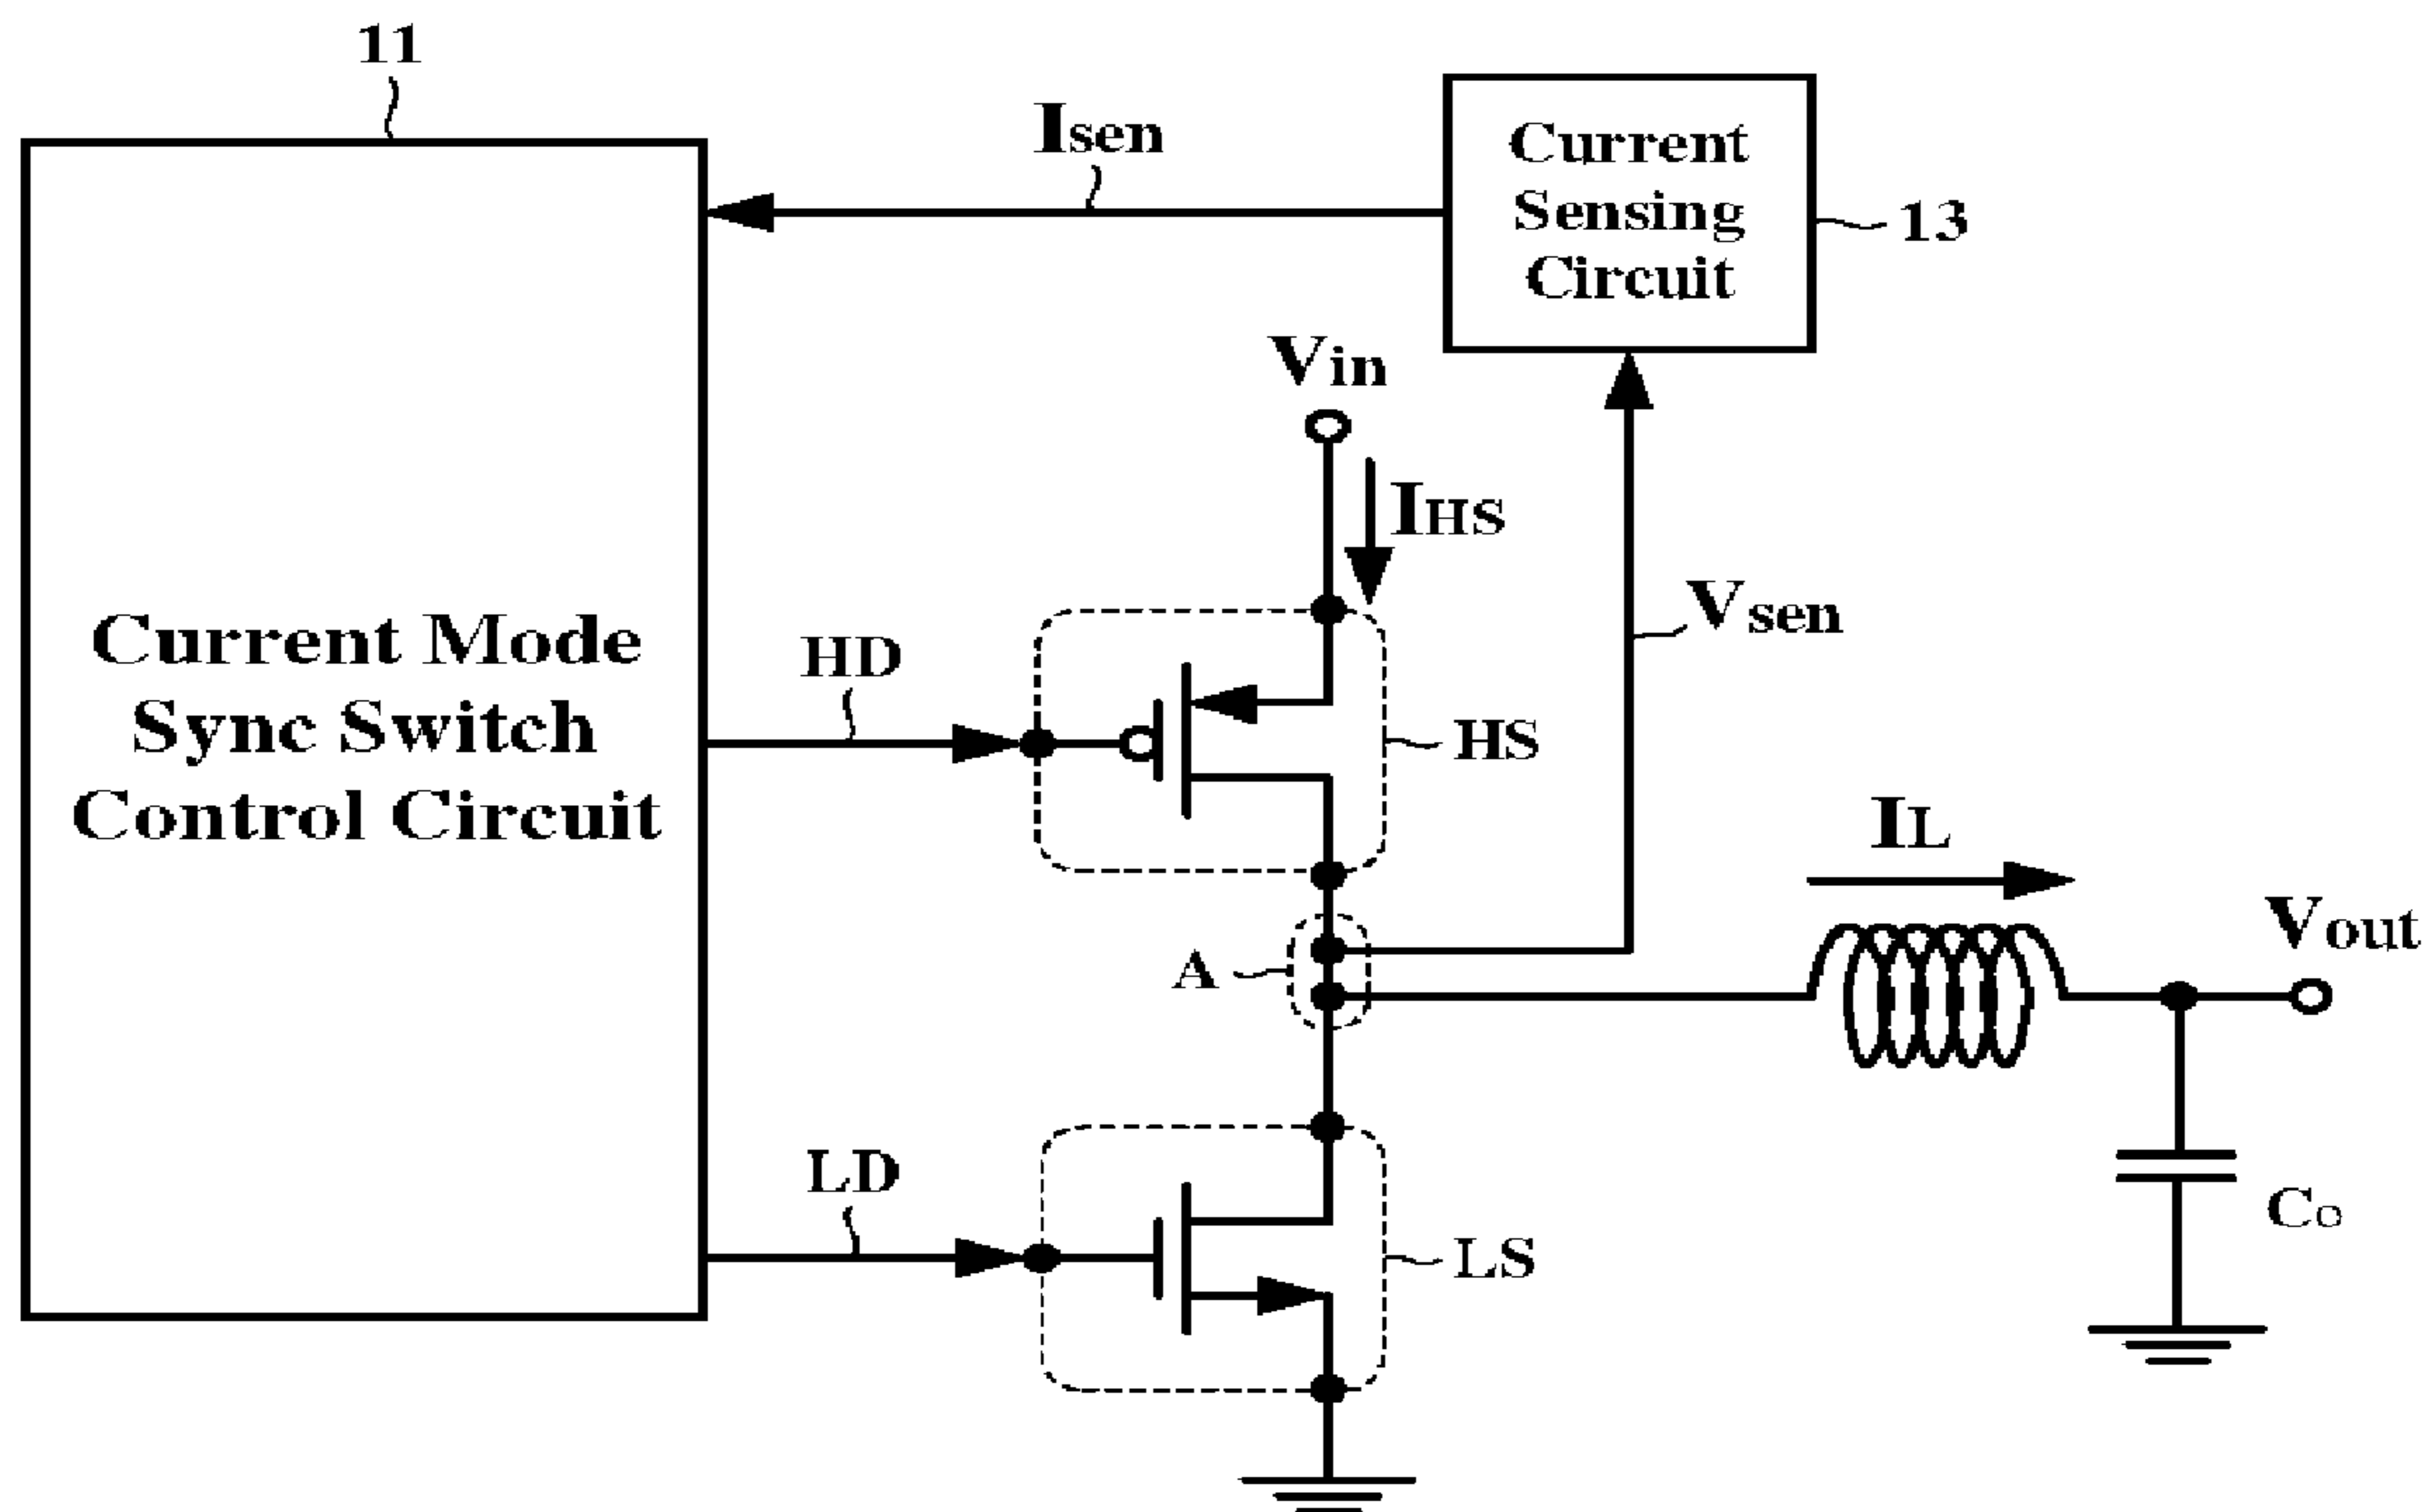 11
Isen
Current
Sensing
Circuit
13
Vin
IHS
Vsen
Current Mode
Sync Switch
Control Circuit
HD
HS
IL
Vout
A
LD
LS
Co